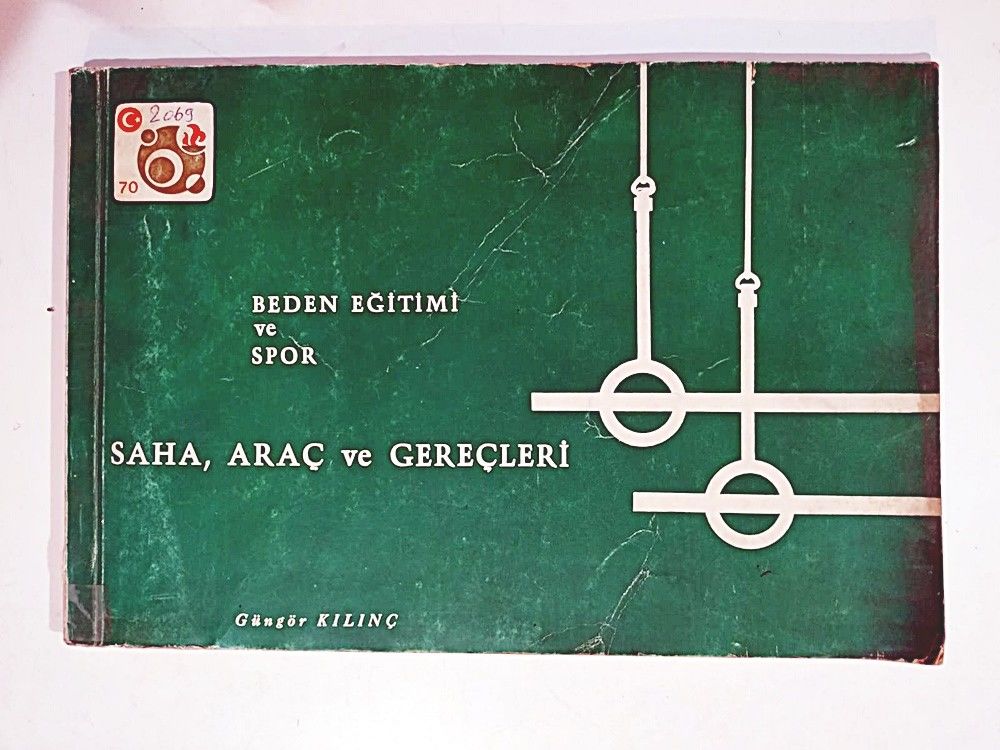 2069
70
BEDEN EĞİTİMİ
ve
SPOR
SAHA, ARAÇ ve GEREÇLERİ
Güngör KILINÇ